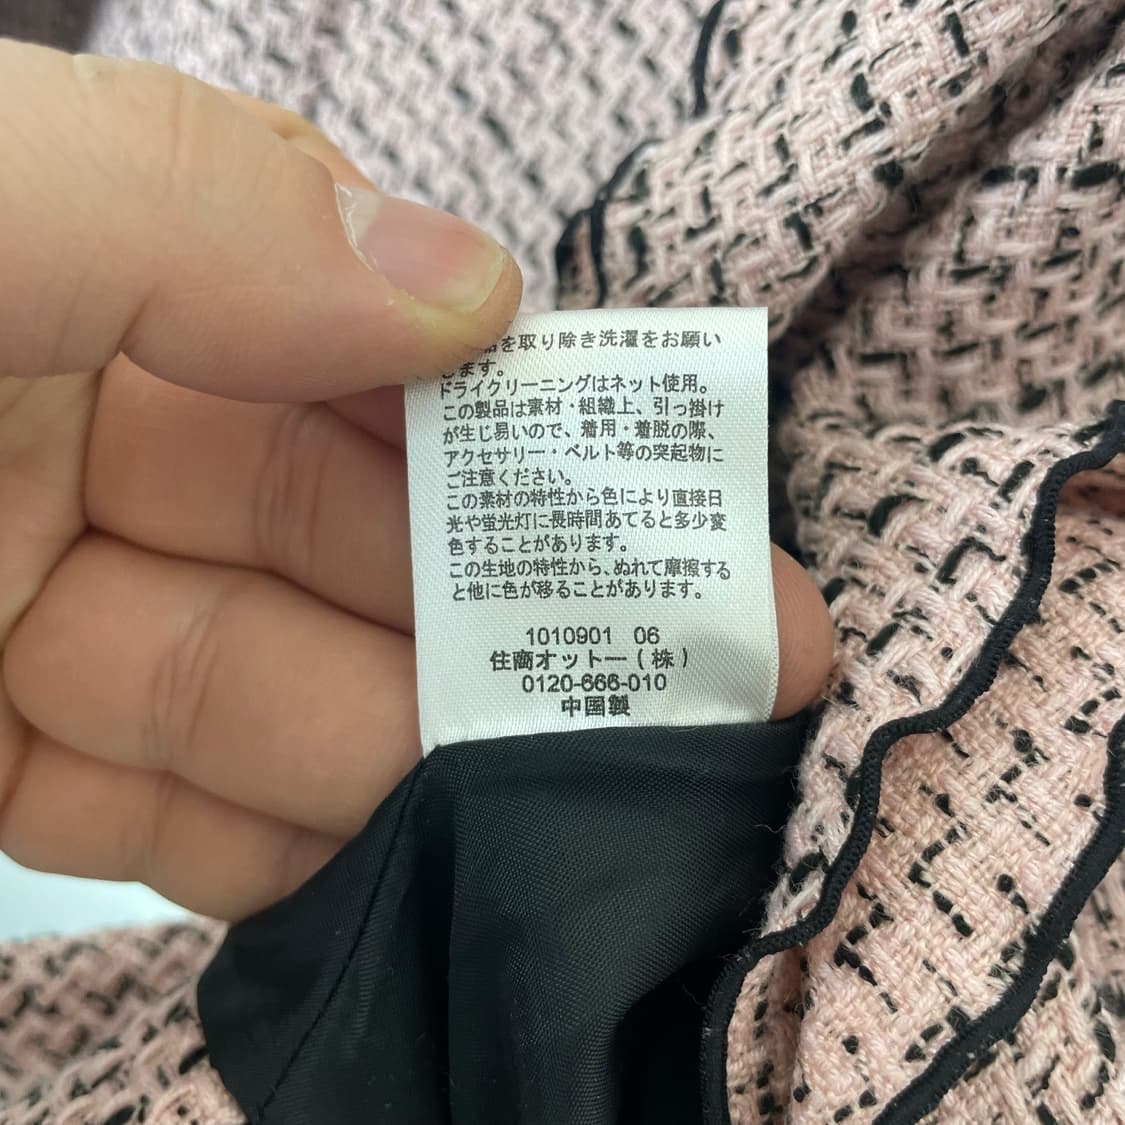 を取り除き洗濯をお願い
します。
ドライクリーニングはネット使用。
この製品は素材・組織上、引っ掛け
が生じ易いので、着用・着脱の際、
アクセサリー・ベルト等の突起物に
ご注意ください。
この素材の特性から色により直接日
光や蛍光灯に長時間あてると多少変
色することがあります。
この生地の特性から、ぬれて摩擦する
と他に色が移ることがあります。
1010901 06
住商オットー(株)
0120-666-010
中国製